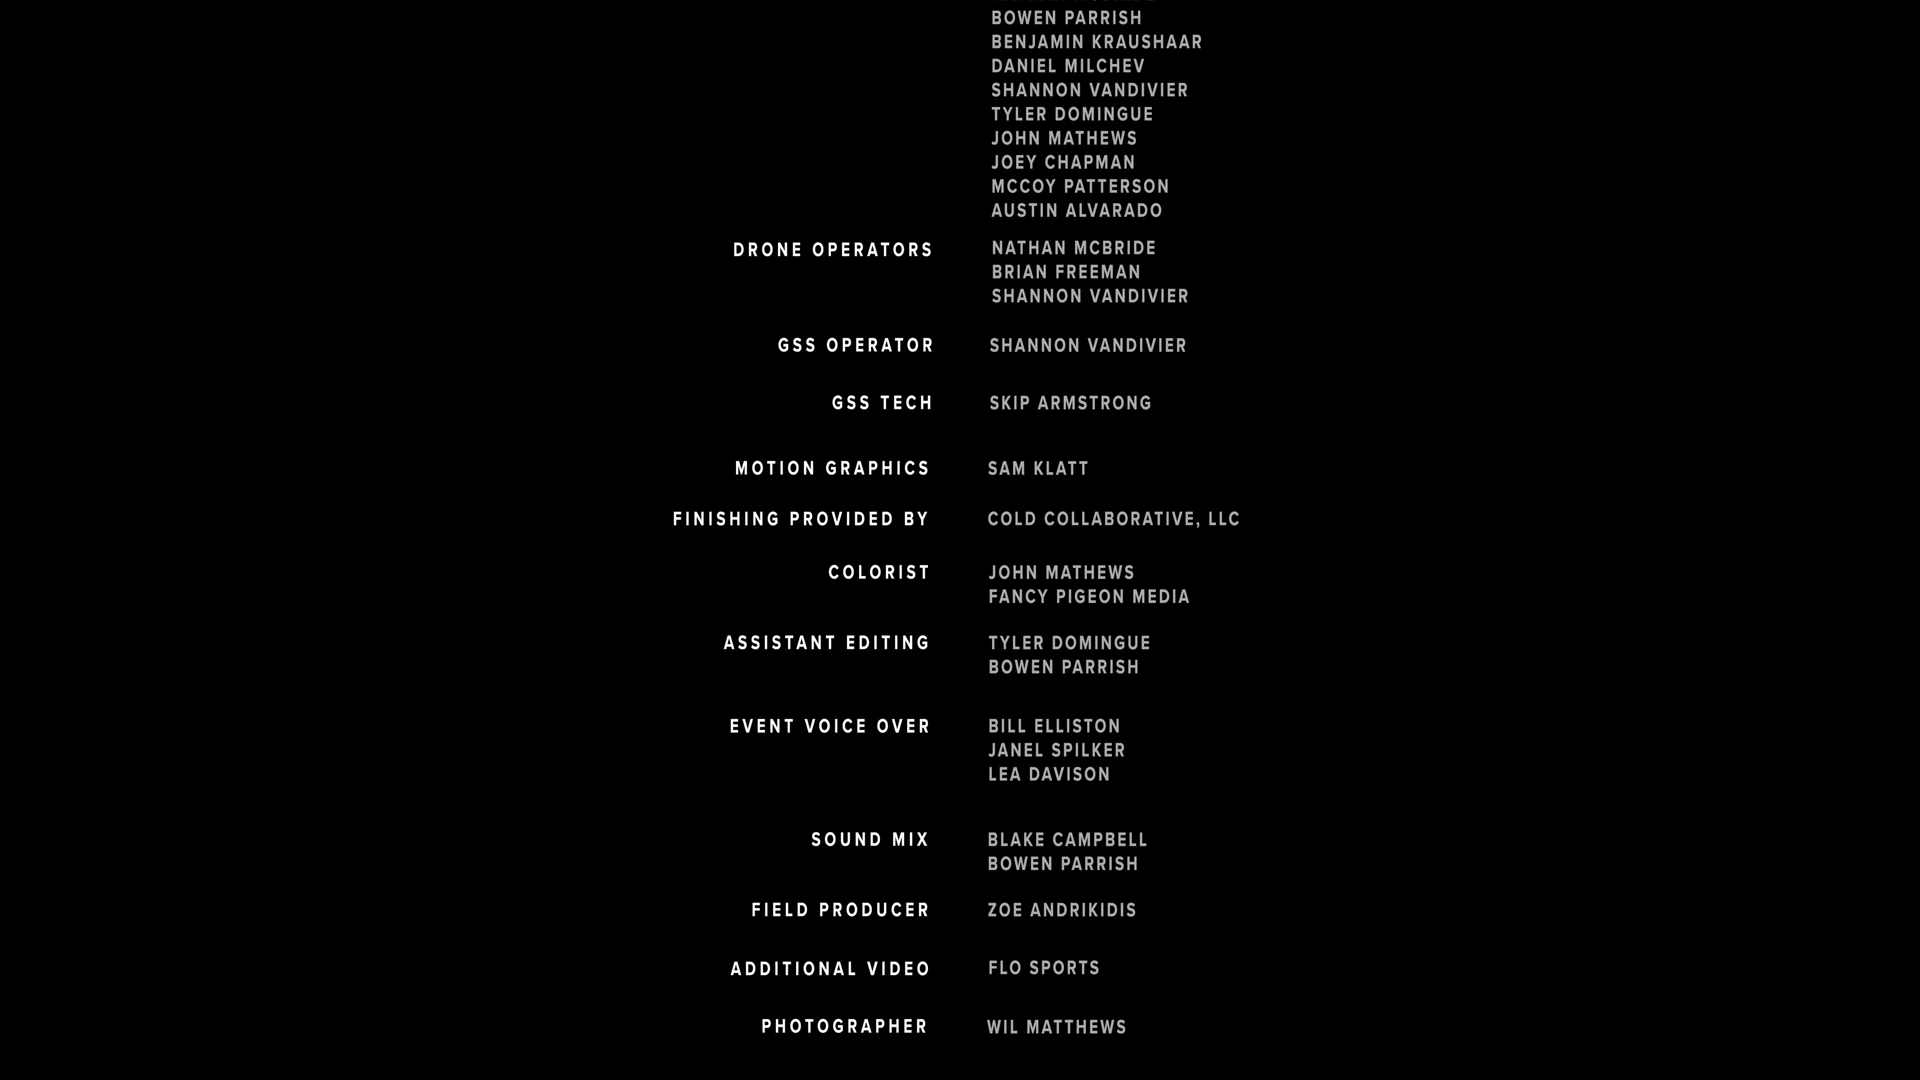 BOWEN PARRISH
BENJAMIN KRAUSHAAR
DANIEL MILCHEV
SHANNON VANDIVIER
TYLER DOMINGUE
JOHN MATHEWS
JOEY CHAPMAN
MCCOY PATTERSON
AUSTIN ALVARADO
DRONE OPERATORS NATHAN MCBRIDE
BRIAN FREEMAN
SHANNON VANDIVIER
GSS OPERATOR SHANNON VANDIVIER
GSS TECH SKIP ARMSTRONG
MOTION GRAPHICS SAM KLATT
FINISHING PROVIDED BY COLD COLLABORATIVE, LLC
COLORIST JOHN MATHEWS
FANCY PIGEON MEDIA
ASSISTANT EDITING TYLER DOMINGUE
BOWEN PARRISH
EVENT VOICE OVER BILL ELLISTON
JANEL SPILKER
LEA DAVISON
SOUND MIX BLAKE CAMPBELL
BOWEN PARRISH
FIELD PRODUCER ZOE ANDRIKIDIS
ADDITIONAL VIDEO FLO SPORTS
PHOTOGRAPHER WIL MATTHEWS